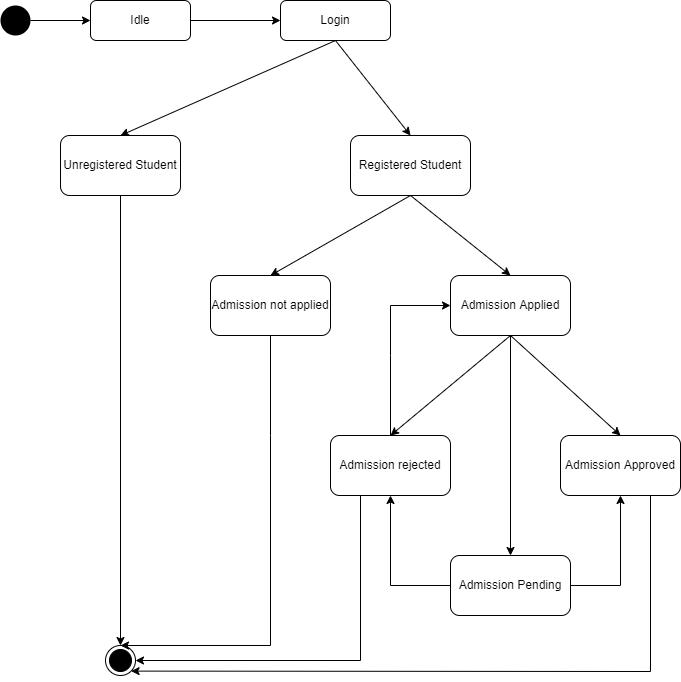 Idle
Login
Unregistered Student
Registered Student
Admission not applied
Admission Applied
Admission rejected
Admission Approved
Admission Pending